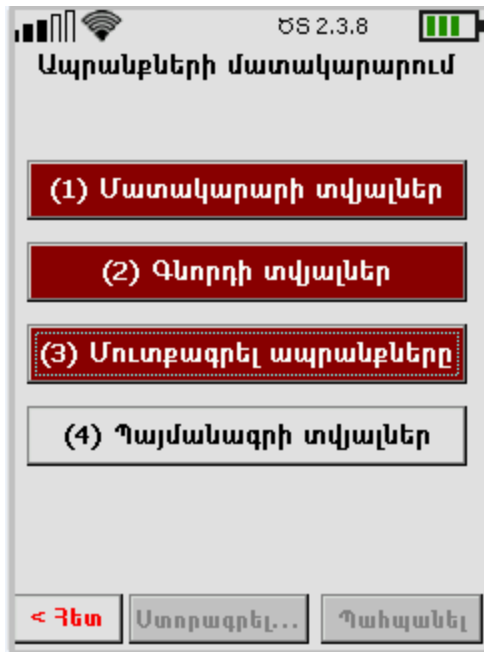 ԾՏ 2.3.8
Ապրանքների մատակարարում
(1) Մատակարարի տվյալներ
(2) Գնորդի տվյալներ
(3) Մուտքագրել ապրանքները
(4) Պայմանագրի տվյալներ
< Հետ
Ստորագրել...
Պահպանել